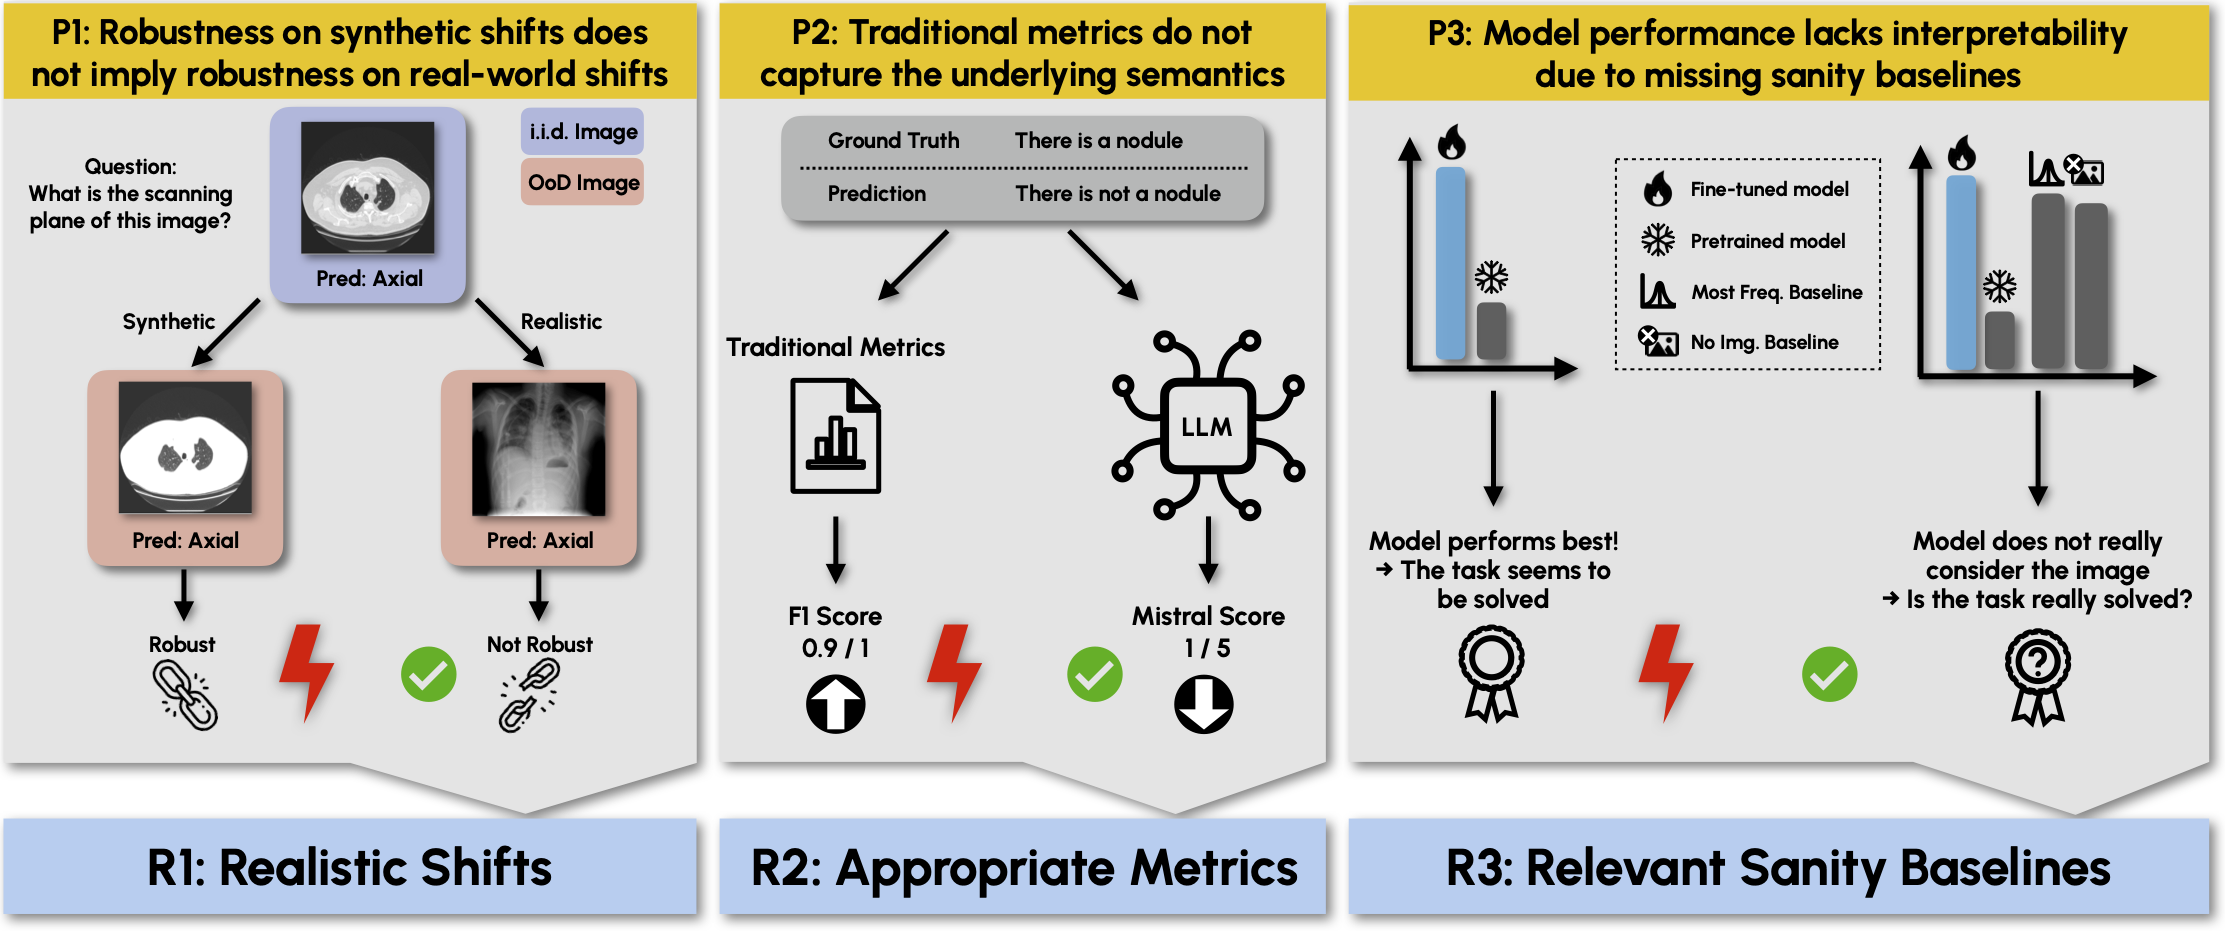 P1: Robustness on synthetic shifts does
not imply robustness on real-world shifts
Question:
What is the scanning
plane of this image?
i.i.d. Image
OoD Image
Pred: Axial
Synthetic
Realistic
Pred: Axial
Pred: Axial
Robust
Not Robust
R1: Realistic Shifts
P2: Traditional metrics do not
capture the underlying semantics
Ground Truth There is a nodule
Prediction There is not a nodule
Traditional Metrics
LLM
F1 Score
0.9 / 1
Mistral Score
1 / 5
R2: Appropriate Metrics
P3: Model performance lacks interpretability
due to missing sanity baselines
Fine-tuned model
Pretrained model
Most Freq. Baseline
No Img. Baseline
Model performs best!
→ The task seems to
be solved
Model does not really
consider the image
→ Is the task really solved?
?
R3: Relevant Sanity Baselines